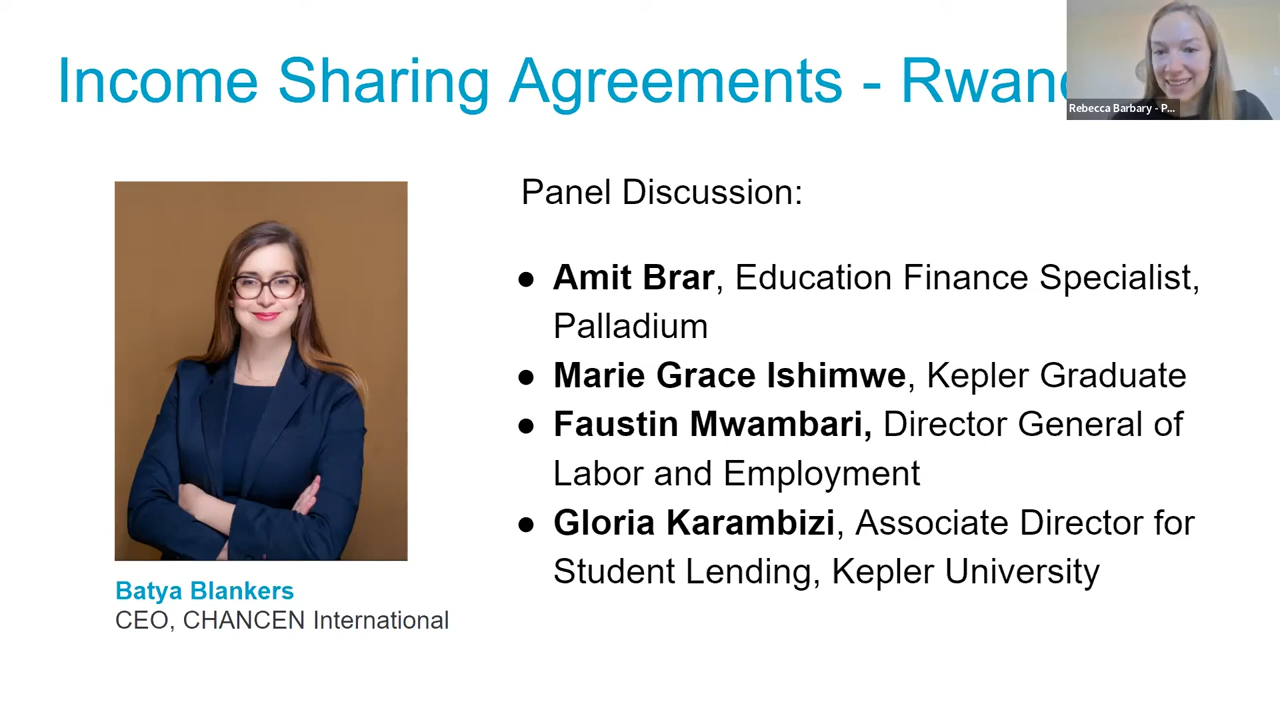 Income Sharing Agreements - Rwan
Rebecca Barbary - P...
Panel Discussion:
● Amit Brar, Education Finance Specialist,
Palladium
● Marie Grace Ishimwe, Kepler Graduate
● Faustin Mwambari, Director General of
Labor and Employment
● Gloria Karambizi, Associate Director for
Student Lending, Kepler University
Batya Blankers
CEO, CHANCEN International